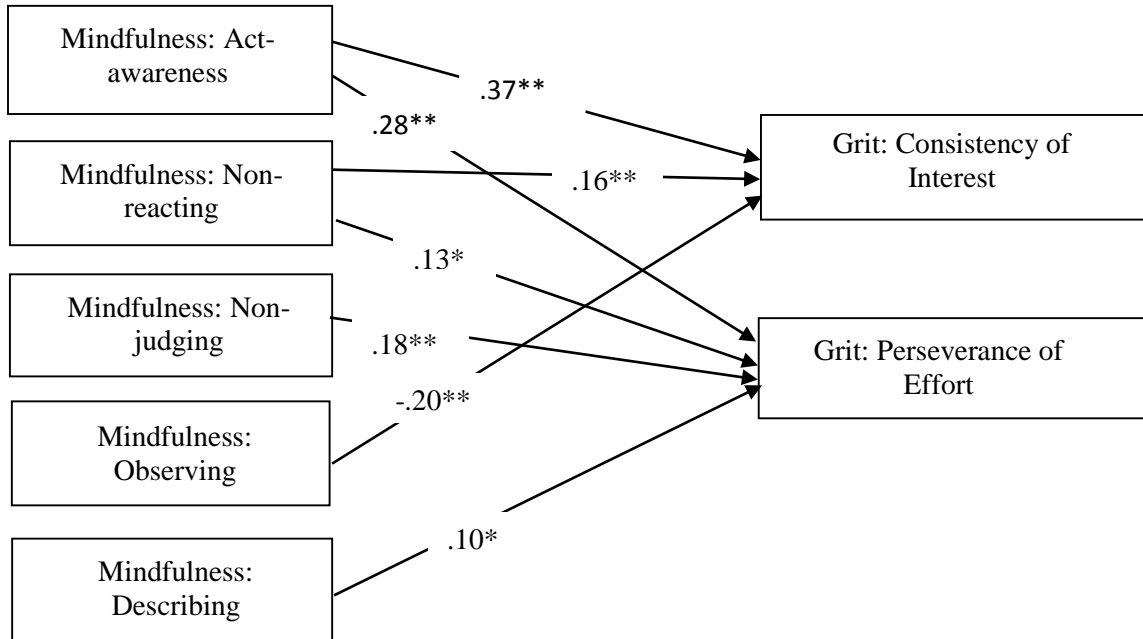 Mindfulness: Act-
awareness
.37**
.28**
Grit: Consistency of
Interest
Mindfulness: Non-
reacting
.16**
.13*
Mindfulness: Non-
judging
.18**
Grit: Perseverance of
Effort
-.20**
Mindfulness:
Observing
.10*
Mindfulness:
Describing